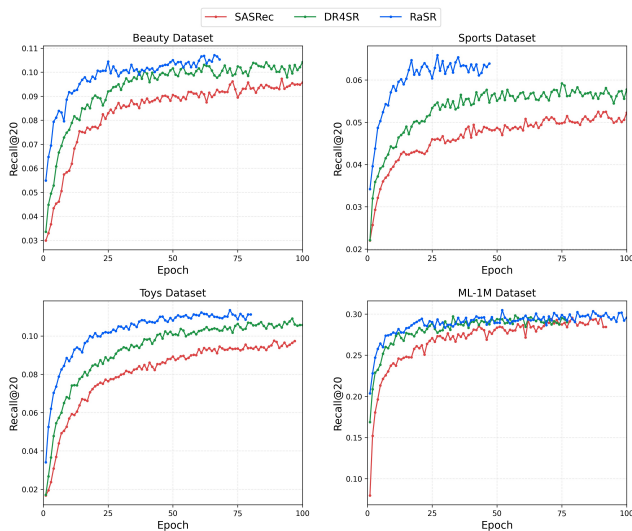 SASRec DR4SR RaSR
Beauty Dataset
Recall@20
0.11
0.10
0.09
0.08
0.07
0.06
0.05
0.04
0.03
0 25 50 75 100
Epoch
Sports Dataset
Recall@20
0.06
0.05
0.04
0.03
0.02
0 25 50 75 100
Epoch
Toys Dataset
Recall@20
0.10
0.08
0.06
0.04
0.02
0 25 50 75 100
Epoch
ML-1M Dataset
Recall@20
0.30
0.25
0.20
0.15
0.10
0 25 50 75 100
Epoch